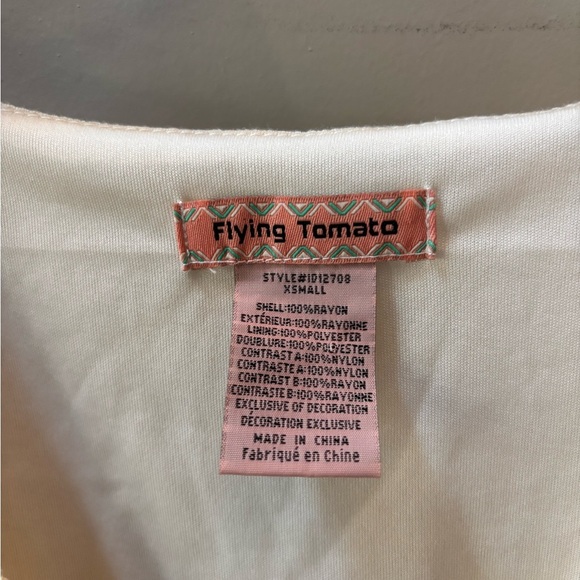 Flying Tomato
STYLE#ID12708
XSMALL
SHELL:100%RAYON
EXTÉRIEUR:100%RAYONNE
LINING:100%POLYESTER
DOUBLURE:100%POLYESTER
CONTRAST A:100%NYLON
CONTRASTE A:100%NYLON
CONTRAST B:100%RAYON
CONTRASTE B:100%RAYONNE
EXCLUSIVE OF DECORATION
DÉCORATION EXCLUSIVE
MADE IN CHINA
Fabriqué en Chine